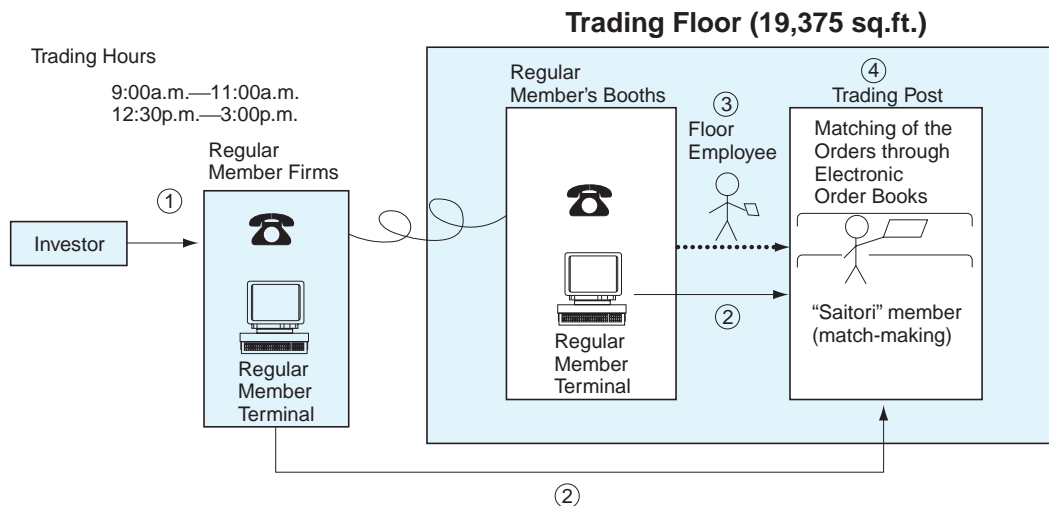 Trading Floor (19,375 sq.ft.)
Trading Hours
9:00a.m.—11:00a.m.
12:30p.m.—3:00p.m.
Regular
Member Firms
①
Investor
Regular
Member
Terminal
②
Regular
Member's Booths
Regular
Member
Terminal
③
Floor
Employee
②
④
Trading Post
Matching of the
Orders through
Electronic
Order Books
“Saitori” member
(match-making)